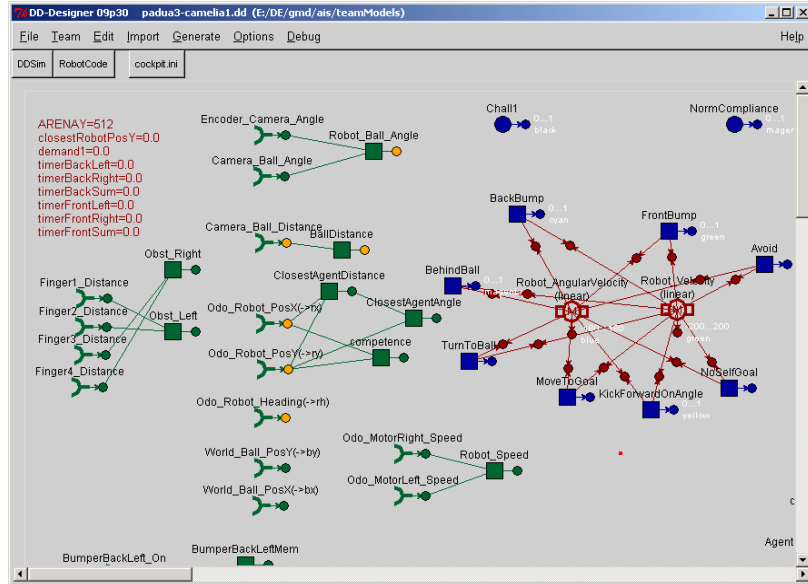 DD-Designer 09p30 padua3-camelia1.dd (E:/DE/gmd/ais/teamModels)
File Team Edit Import Generate Options Debug Help
DDSim RobotCode cockpit.ini
ARENAY=512
closestRobotPosY=0.0
demand1=0.0
timerBackLeft=0.0
timerBackRight=0.0
timerBackSum=0.0
timerFrontLeft=0.0
timerFrontRight=0.0
timerFrontSum=0.0
Encoder_Camera_Angle
Robot_Ball_Angle
Camera_Ball_Angle
Chall1
0...1
black
NormCompliance
0...1
mager
BackBump
0...1
cyan
FrontBump
0...1
green
Avoid
Camera_Ball_Distance
BallDistance
Obst_Right
Finger1_Distance
Finger2_Distance
Obst_Left
Finger3_Distance
Finger4_Distance
ClosestAgentDistance
Odo_Robot_PosX(->rx)
ClosestAgentAngle
Odo_Robot_PosY(->ry)
competence
BehindBall
0...1
Robot_AngularVelocity
(linear)
blue
Robot_Velocity
(linear)
200...200
green
TurnToBall
MoveToGoal
KickForwardOnAngle
0...1
yellow
NoSelfGoal
Odo_Robot_Heading(->rh)
World_Ball_PosY(->by)
World_Ball_PosX(->bx)
Odo_MotorRight_Speed
Robot_Speed
Odo_MotorLeft_Speed
c
Agent
BumperBackLeft_On
BumperBackLeftMem